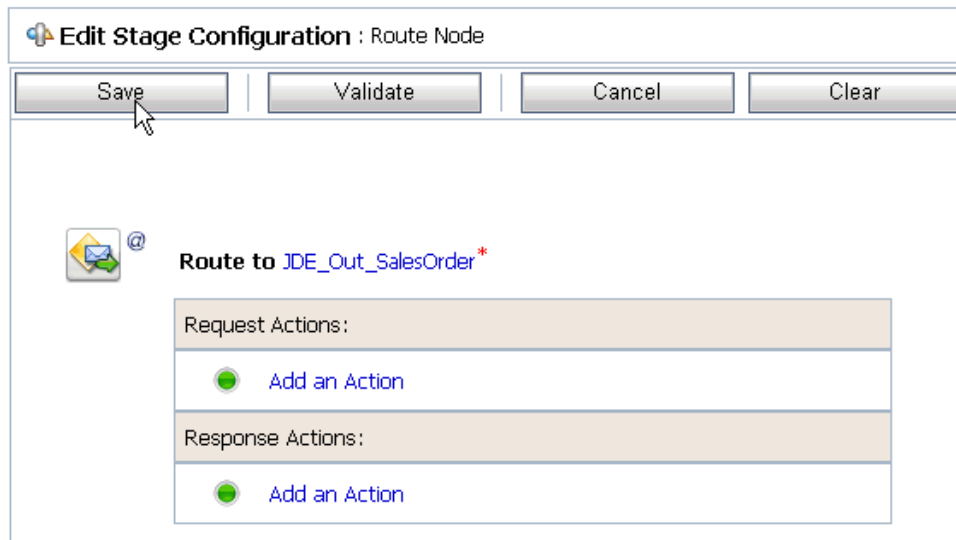 Edit Stage Configuration : Route Node
Save Validate Cancel Clear
@
Route to JDE_Out_SalesOrder*
Request Actions:
Add an Action
Response Actions:
Add an Action